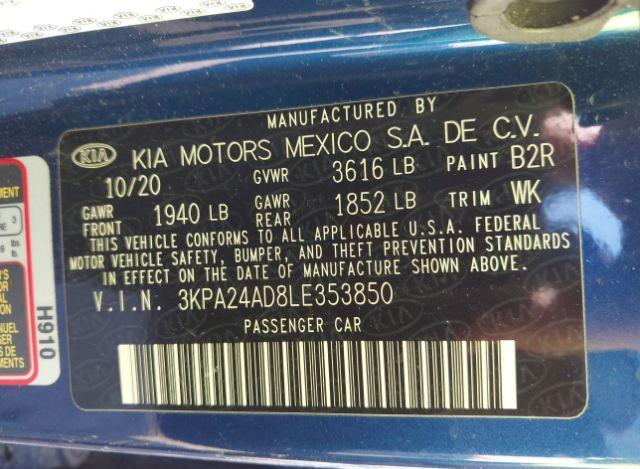 MANUFACTURED BY
KIA KIA MOTORS MEXICO S.A. DE C.V.
10/20 GVWR 3616 LB PAINT B2R
GAWR FRONT 1940 LB GAWR REAR 1852 LB TRIM WK
THIS VEHICLE CONFORMS TO ALL APPLICABLE U.S.A. FEDERAL
MOTOR VEHICLE SAFETY, BUMPER, AND THEFT PREVENTION STANDARDS
IN EFFECT ON THE DATE OF MANUFACTURE SHOWN ABOVE.
V.I.N. 3KPA24AD8LE353850
PASSENGER CAR
H910